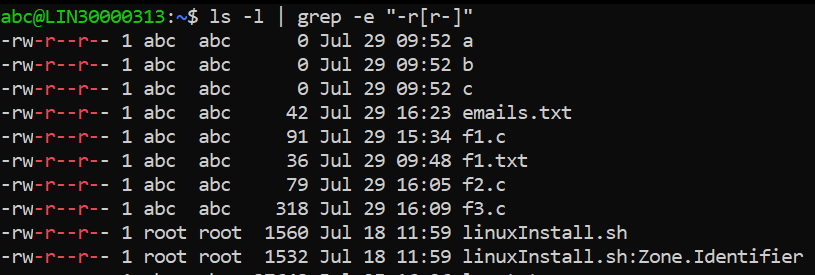 abc@LIN30000313:~$ ls -l | grep -e "-r[r-]"
-rw-r--r-- 1 abc  abc      0 Jul 29 09:52 a
-rw-r--r-- 1 abc  abc      0 Jul 29 09:52 b
-rw-r--r-- 1 abc  abc      0 Jul 29 09:52 c
-rw-r--r-- 1 abc  abc     42 Jul 29 16:23 emails.txt
-rw-r--r-- 1 abc  abc     91 Jul 29 15:34 f1.c
-rw-r--r-- 1 abc  abc     36 Jul 29 09:48 f1.txt
-rw-r--r-- 1 abc  abc     79 Jul 29 16:05 f2.c
-rw-r--r-- 1 abc  abc    318 Jul 29 16:09 f3.c
-rw-r--r-- 1 root root  1560 Jul 18 11:59 linuxInstall.sh
-rw-r--r-- 1 root root  1532 Jul 18 11:59 linuxInstall.sh:Zone.Identifier